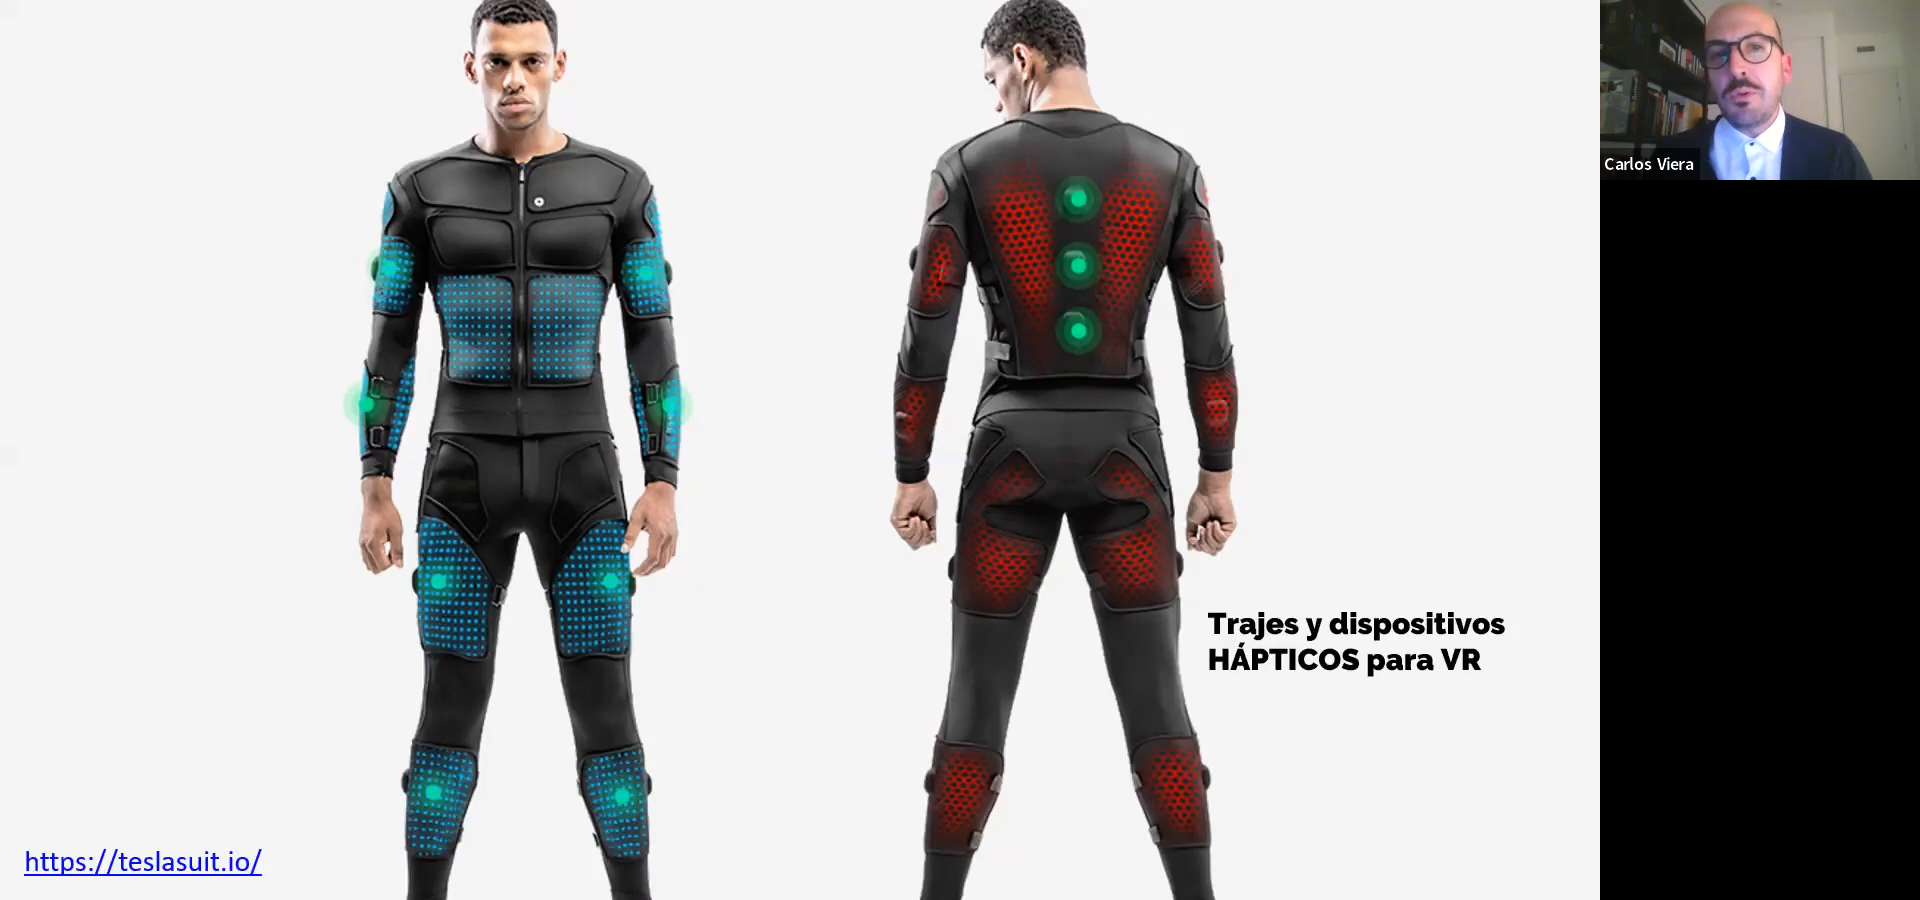 Carlos Viera
Trajes y dispositivos
HÁPTICOS para VR
https://teslasuit.io/